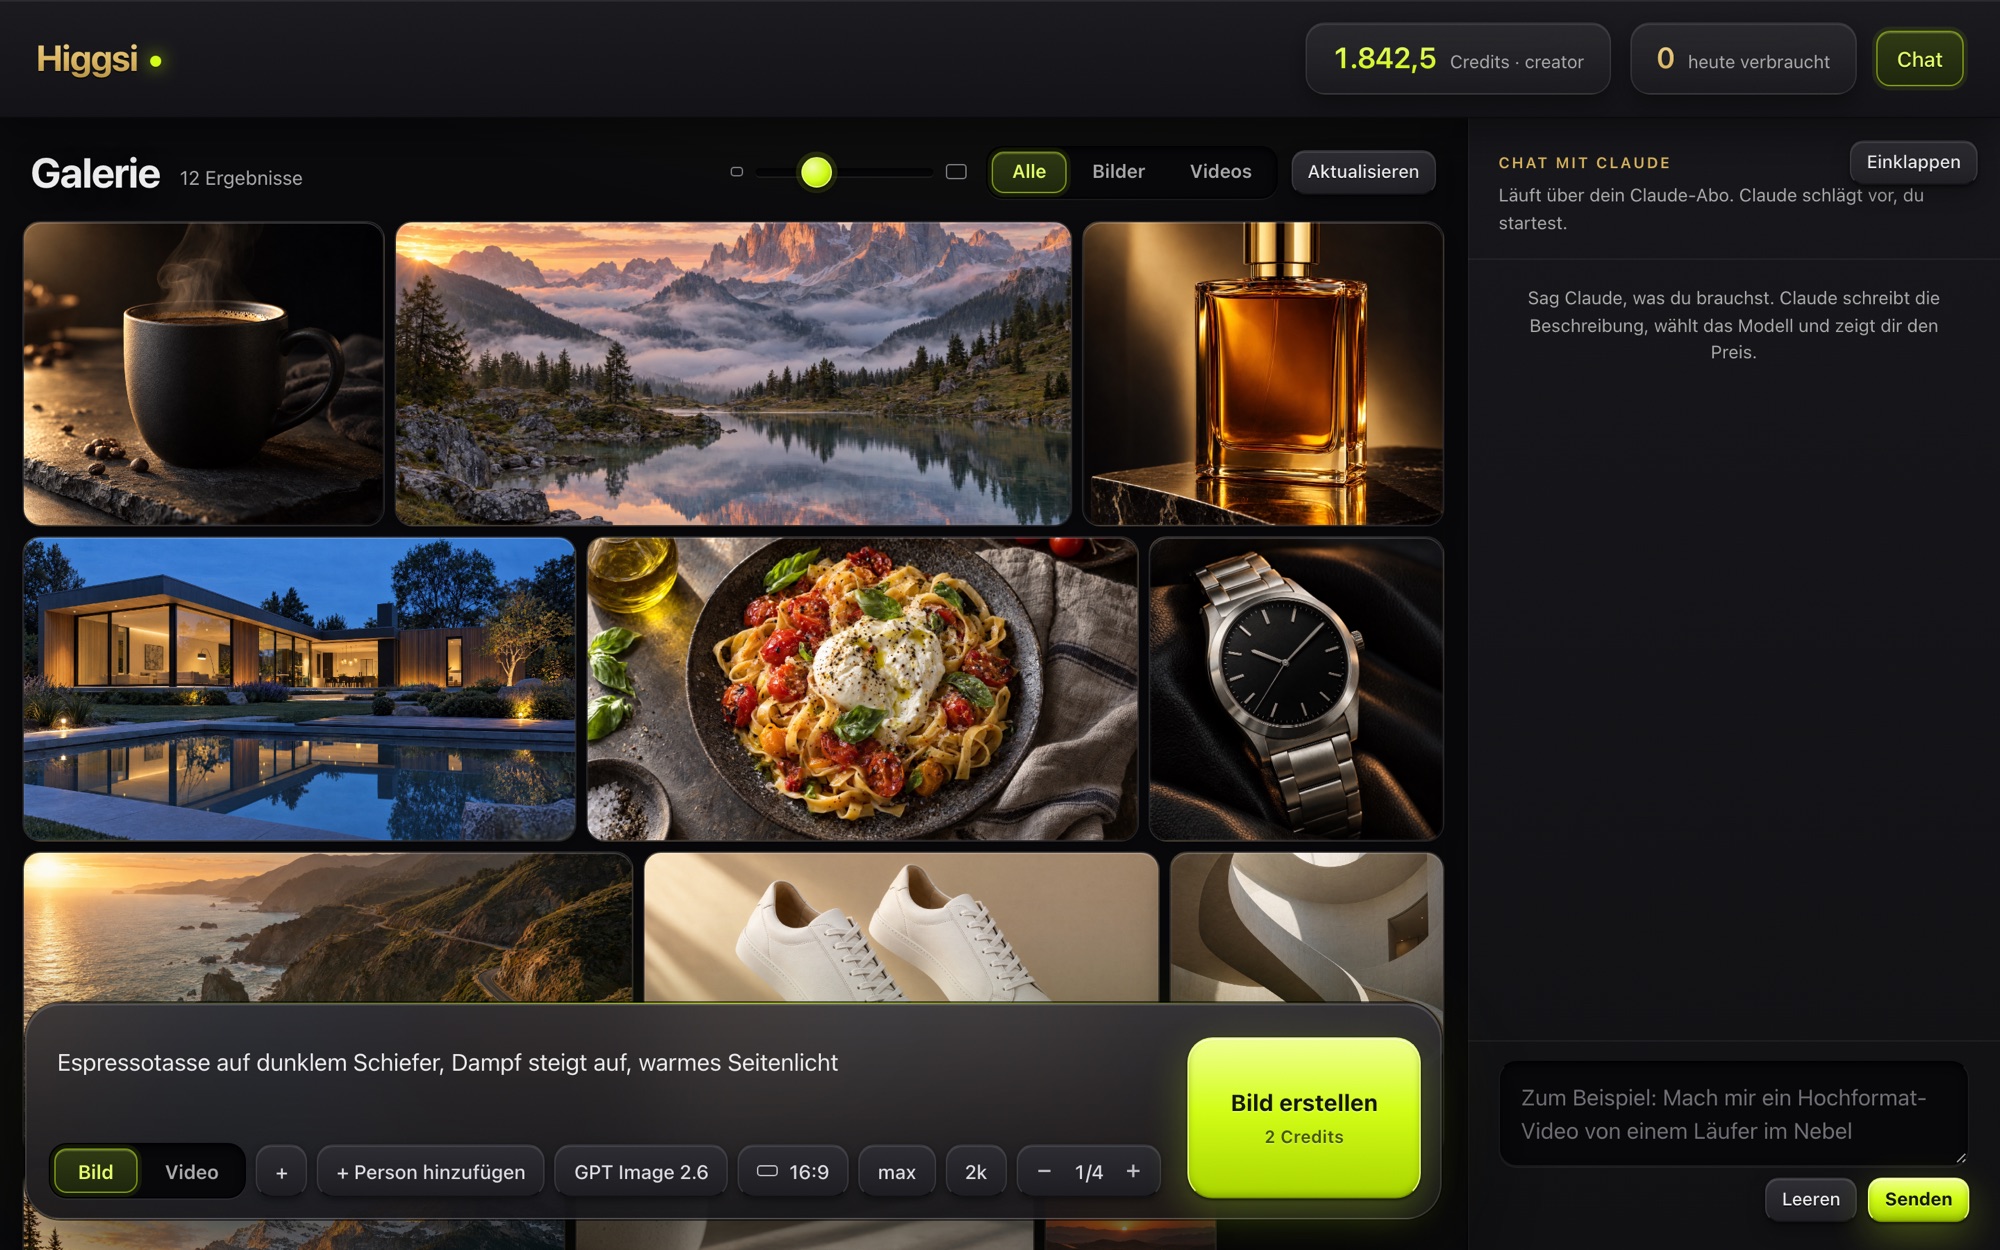 Higgsi
1.842,5 Credits · creator
0 heute verbraucht
Chat
Galerie 12 Ergebnisse
Alle Bilder Videos
Aktualisieren
CHAT MIT CLAUDE
Einklappen
Läuft über dein Claude-Abo. Claude schlägt vor, du
startest.
Sag Claude, was du brauchst. Claude schreibt die
Beschreibung, wählt das Modell und zeigt dir den
Preis.
Espressotasse auf dunklem Schiefer, Dampf steigt auf, warmes Seitenlicht
Bild erstellen
2 Credits
Bild Video
+
+ Person hinzufügen
GPT Image 2.6
16:9
max
2k
− 1/4 +
Zum Beispiel: Mach mir ein Hochformat-
Video von einem Läufer im Nebel
Leeren
Senden